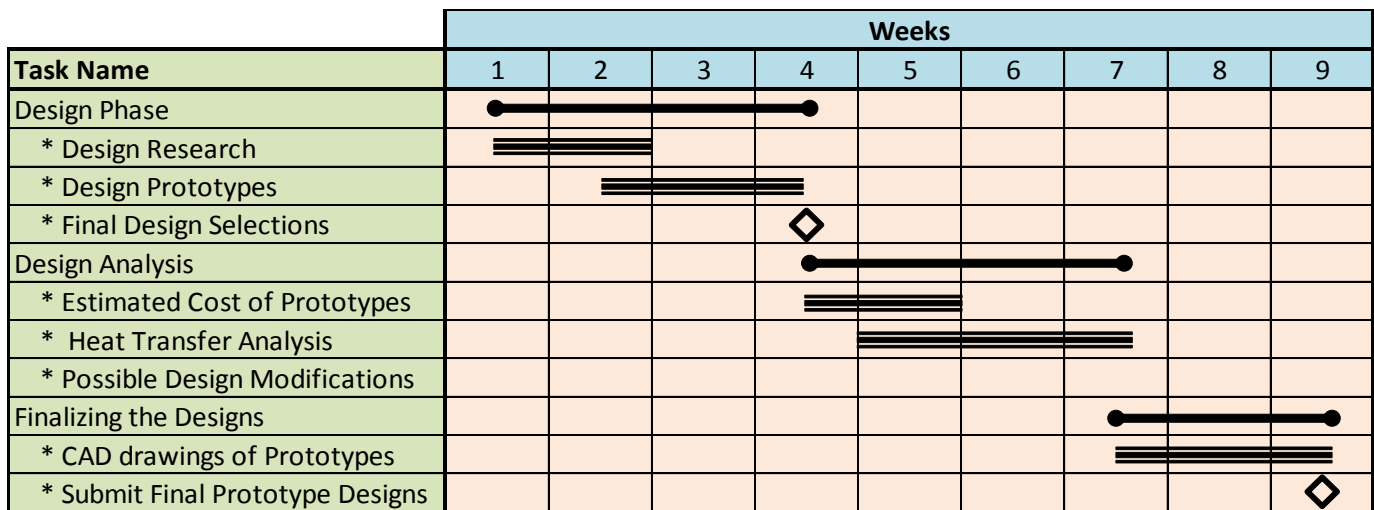 Weeks
Task Name 1 2 3 4 5 6 7 8 9
Design Phase
* Design Research
* Design Prototypes
* Final Design Selections
Design Analysis
* Estimated Cost of Prototypes
* Heat Transfer Analysis
* Possible Design Modifications
Finalizing the Designs
* CAD drawings of Prototypes
* Submit Final Prototype Designs